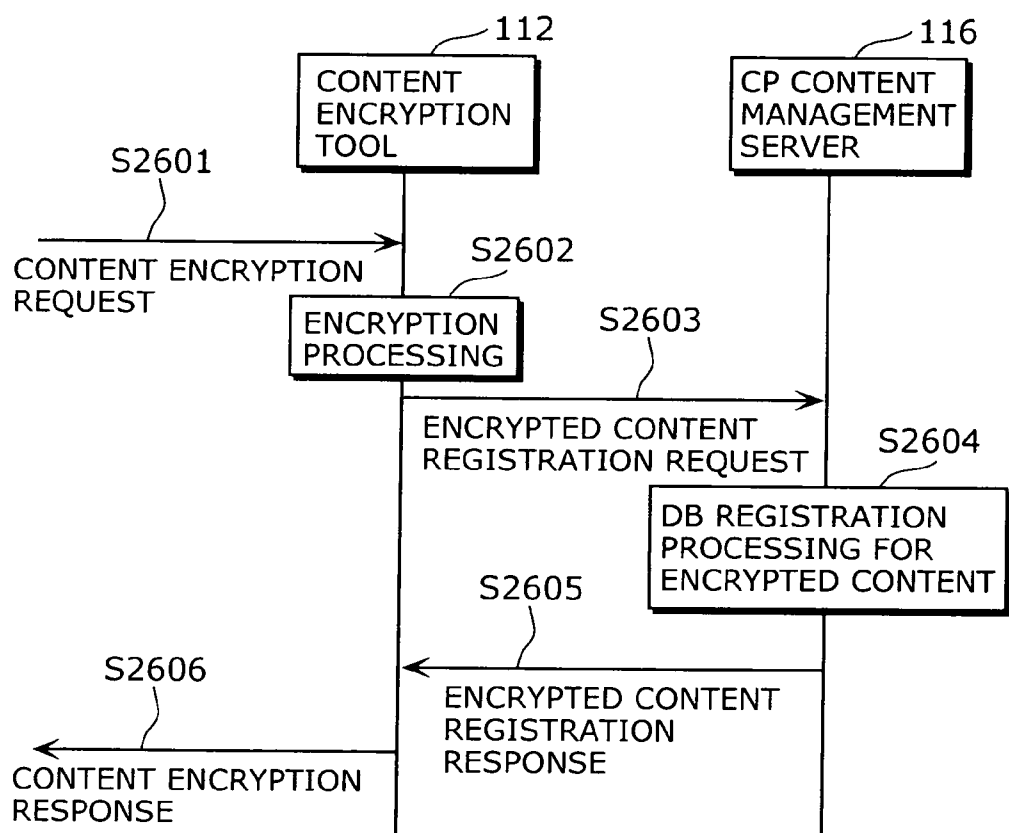 112
116
CONTENT
ENCRYPTION
TOOL
CP CONTENT
MANAGEMENT
SERVER
S2601
CONTENT ENCRYPTION
REQUEST
S2602
ENCRYPTION
PROCESSING
S2603
ENCRYPTED CONTENT
REGISTRATION REQUEST
S2604
DB REGISTRATION
PROCESSING FOR
ENCRYPTED CONTENT
S2605
ENCRYPTED CONTENT
REGISTRATION
RESPONSE
S2606
CONTENT ENCRYPTION
RESPONSE